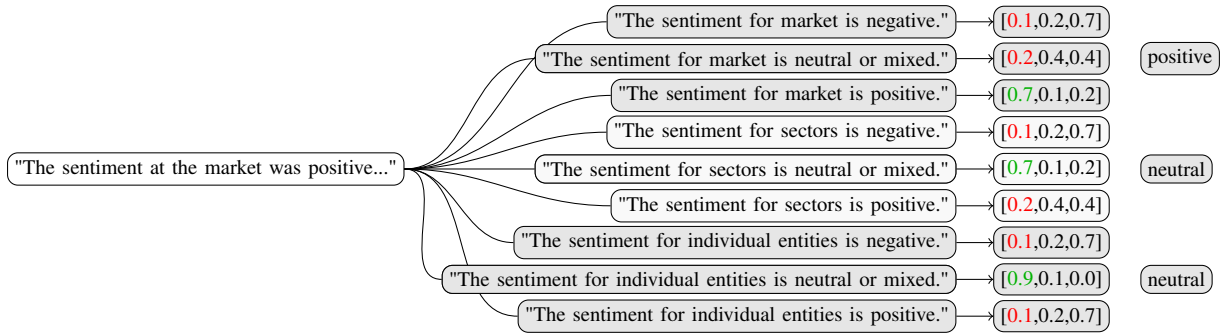 "The sentiment for market is negative." [0.1,0.2,0.7]
"The sentiment for market is neutral or mixed." [0.2,0.4,0.4] positive
"The sentiment for market is positive." [0.7,0.1,0.2]
"The sentiment for sectors is negative." [0.1,0.2,0.7]
"The sentiment at the market was positive..." "The sentiment for sectors is neutral or mixed." [0.7,0.1,0.2] neutral
"The sentiment for sectors is positive." [0.2,0.4,0.4]
"The sentiment for individual entities is negative." [0.1,0.2,0.7]
"The sentiment for individual entities is neutral or mixed." [0.9,0.1,0.0] neutral
"The sentiment for individual entities is positive." [0.1,0.2,0.7]